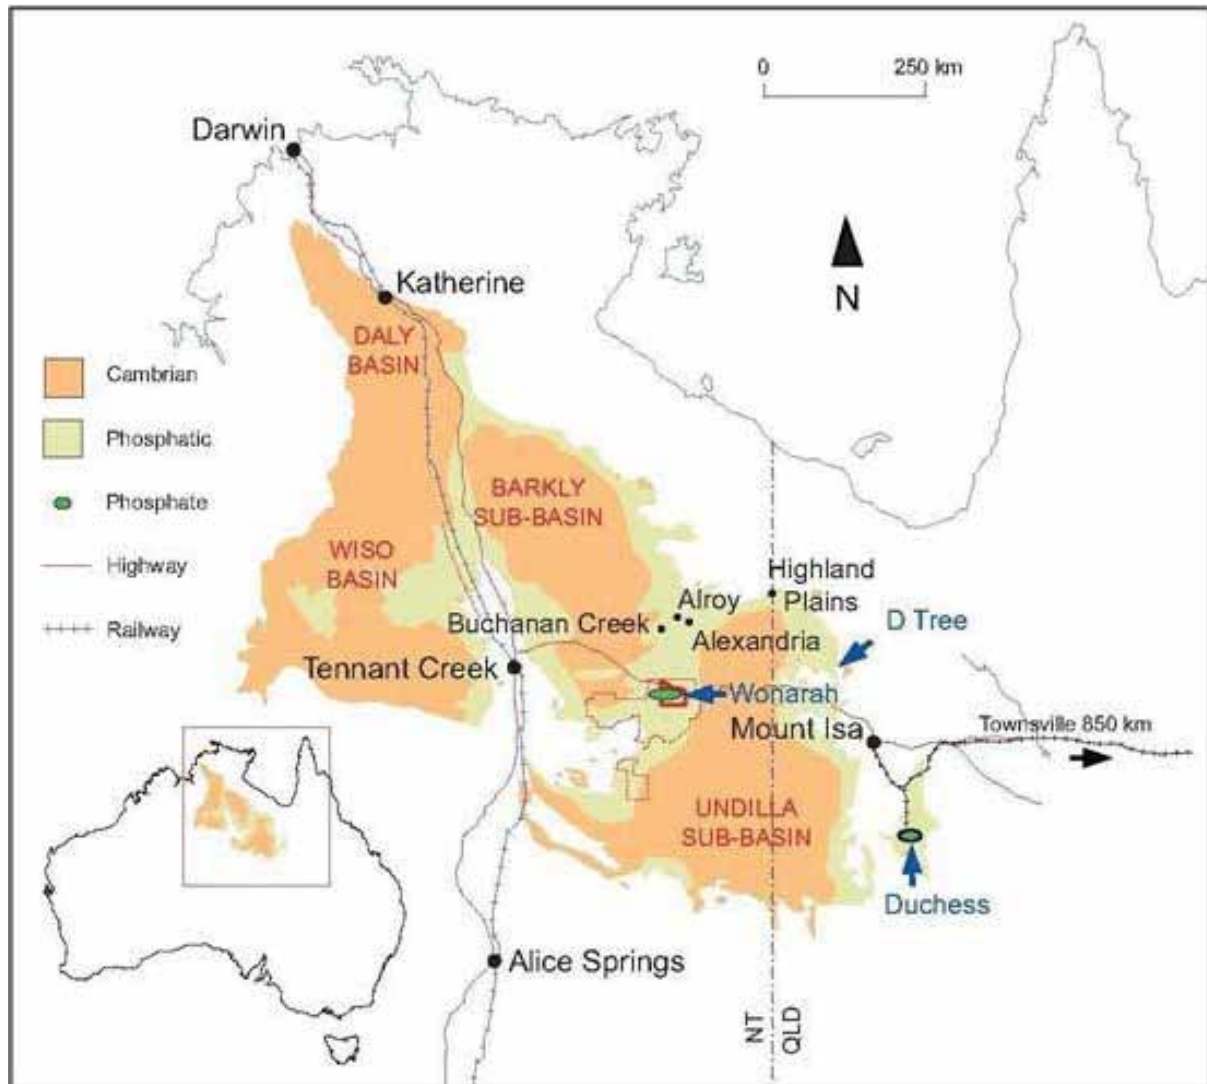 0
250 km
Darwin
N
Katherine
DALY
BASIN
Cambrian
Phosphatic
Phosphate
Highway
Railway
BARKLY
SUB-BASIN
WISO
BASIN
Highland
Plains
Alroy
Buchanan Creek
Alexandria
D Tree
Tennant Creek
Wonarah
Mount Isa
Townsville 850 km
UNDILLA
SUB-BASIN
Duchess
Alice Springs
NT
QLD